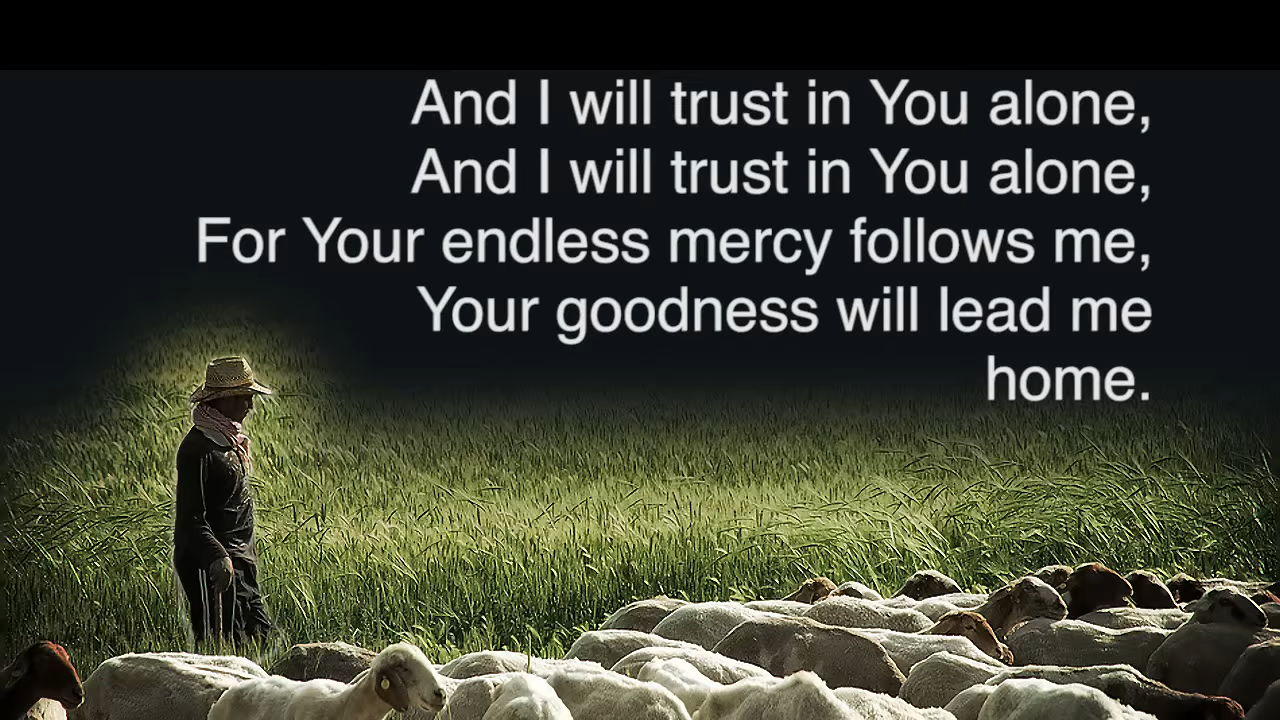 And I will trust in You alone,
And I will trust in You alone,
For Your endless mercy follows me,
Your goodness will lead me
home.